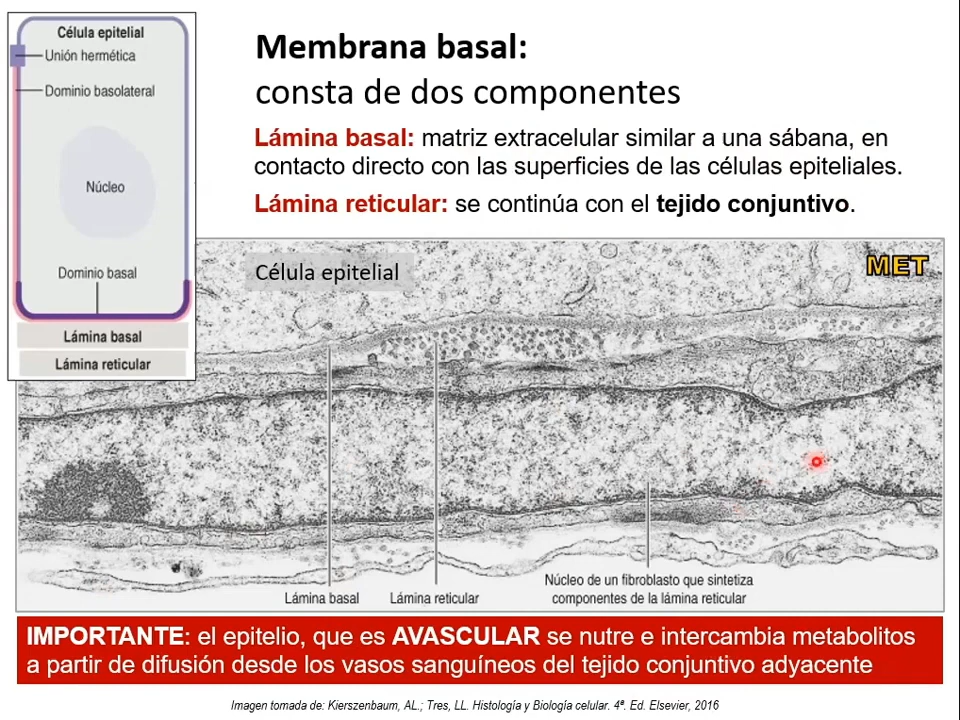 Célula epitelial
Unión hermética
Dominio basolateral
Núcleo
Dominio basal
Lámina basal
Lámina reticular
Membrana basal:
consta de dos componentes
Lámina basal: matriz extracelular similar a una sábana, en
contacto directo con las superficies de las células epiteliales.
Lámina reticular: se continúa con el tejido conjuntivo.
Célula epitelial
MET
Lámina basal
Lámina reticular
Núcleo de un fibroblasto que sintetiza
componentes de la lámina reticular
IMPORTANTE: el epitelio, que es AVASCULAR se nutre e intercambia metabolitos
a partir de difusión desde los vasos sanguíneos del tejido conjuntivo adyacente
Imagen tomada de: Kierszenbaum, AL.; Tres, LL. Histología y Biología celular. 4ª. Ed. Elsevier, 2016